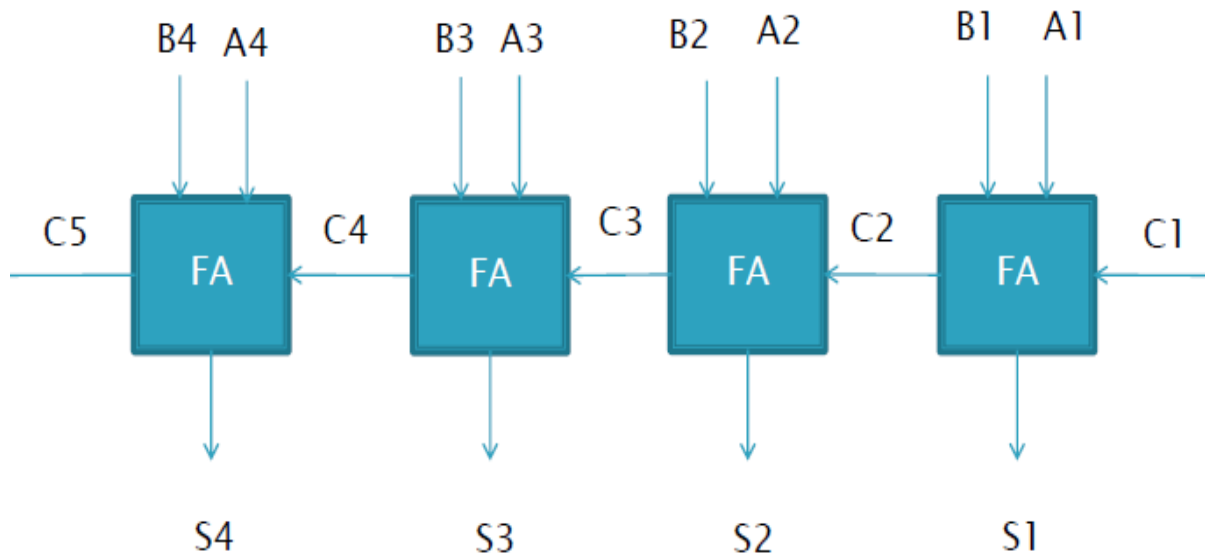 B4 A4 B3 A3 B2 A2 B1 A1
C5 C4 C3 C2 C1
FA FA FA FA
S4 S3 S2 S1